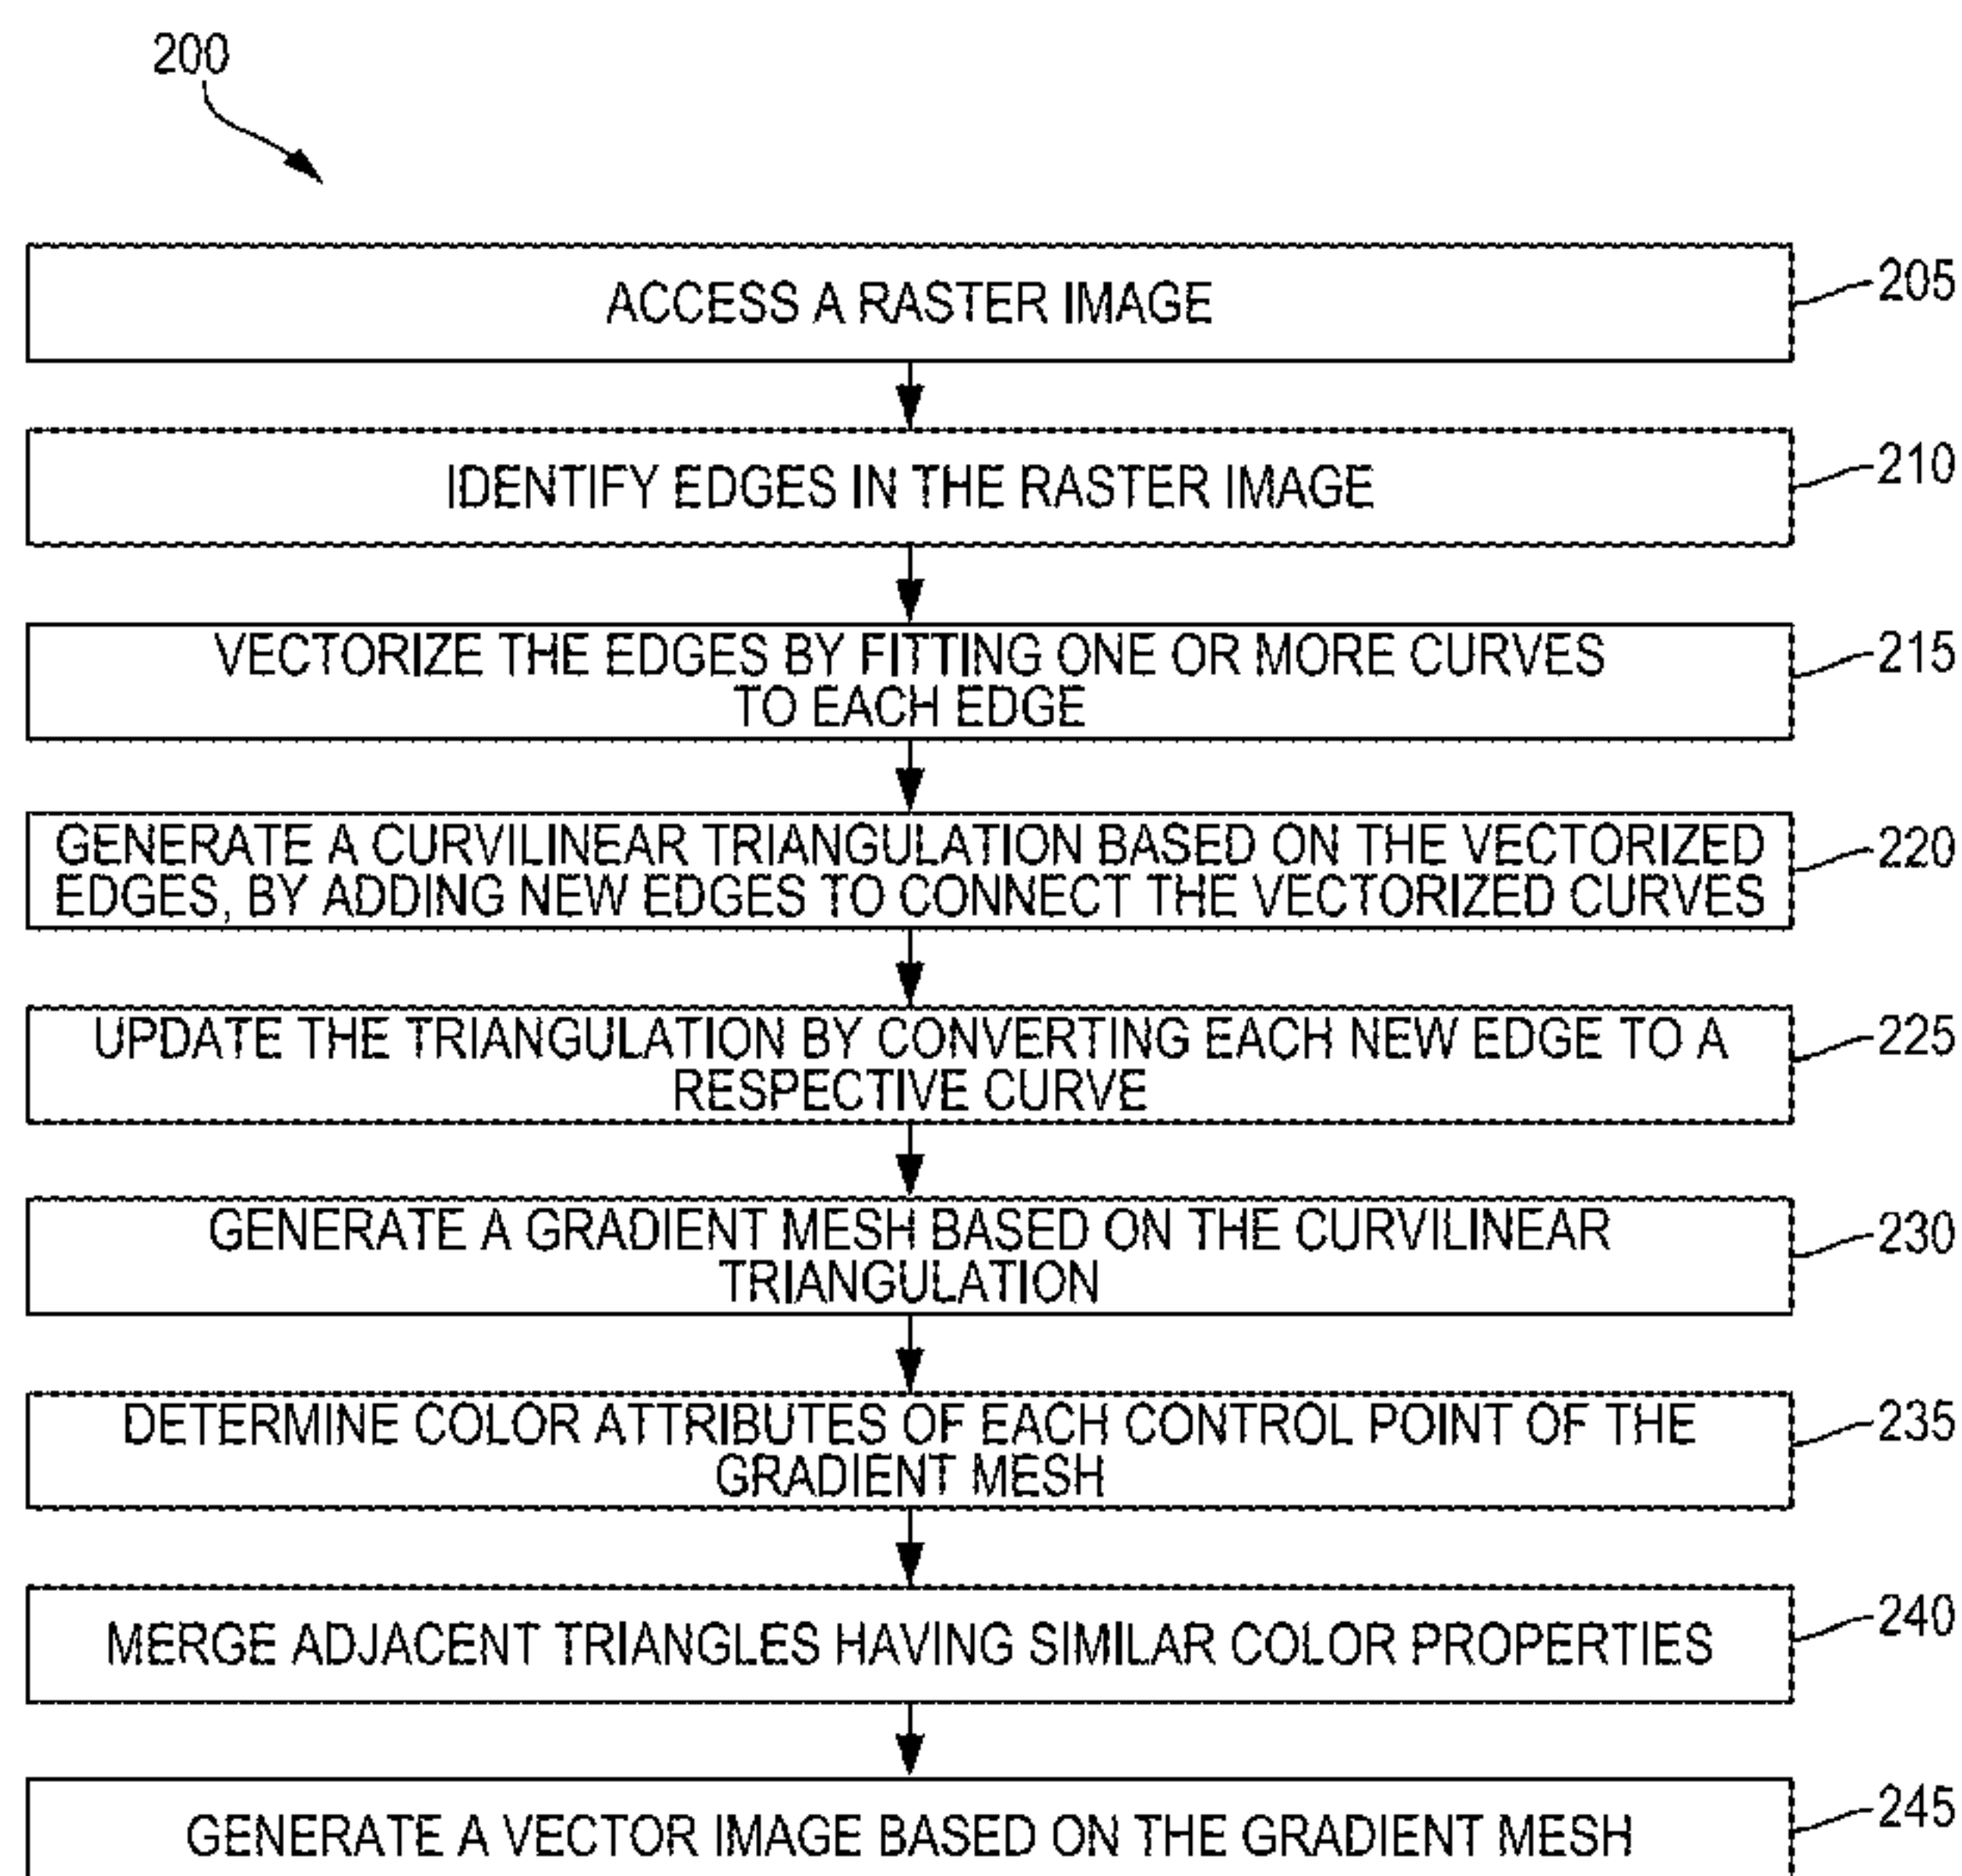 200
ACCESS A RASTER IMAGE
205
IDENTIFY EDGES IN THE RASTER IMAGE
210
VECTORIZE THE EDGES BY FITTING ONE OR MORE CURVES
TO EACH EDGE
215
GENERATE A CURVILINEAR TRIANGULATION BASED ON THE VECTORIZED
EDGES, BY ADDING NEW EDGES TO CONNECT THE VECTORIZED CURVES
220
UPDATE THE TRIANGULATION BY CONVERTING EACH NEW EDGE TO A
RESPECTIVE CURVE
225
GENERATE A GRADIENT MESH BASED ON THE CURVILINEAR
TRIANGULATION
230
DETERMINE COLOR ATTRIBUTES OF EACH CONTROL POINT OF THE
GRADIENT MESH
235
MERGE ADJACENT TRIANGLES HAVING SIMILAR COLOR PROPERTIES
240
GENERATE A VECTOR IMAGE BASED ON THE GRADIENT MESH
245